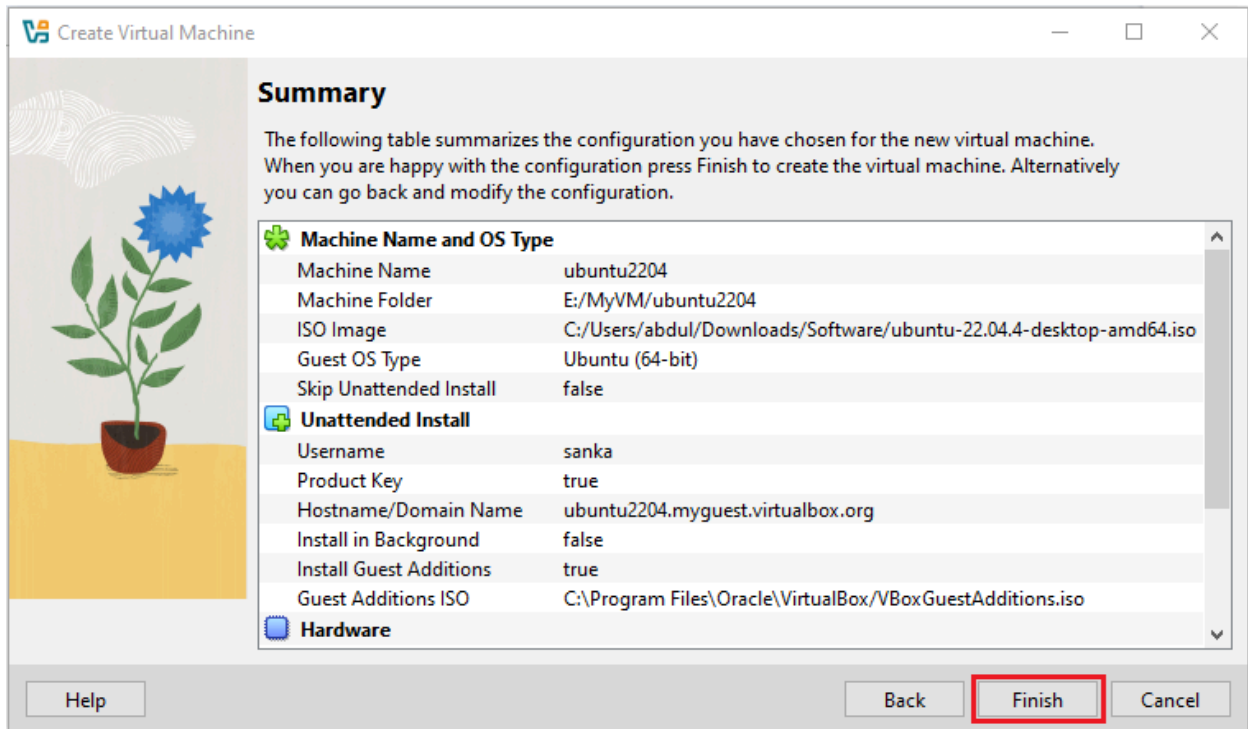 Create Virtual Machine
Summary
The following table summarizes the configuration you have chosen for the new virtual machine.
When you are happy with the configuration press Finish to create the virtual machine. Alternatively
you can go back and modify the configuration.
Machine Name and OS Type
Machine Name ubuntu2204
Machine Folder E:/MyVM/ubuntu2204
ISO Image C:/Users/abdul/Downloads/Software/ubuntu-22.04.4-desktop-amd64.iso
Guest OS Type Ubuntu (64-bit)
Skip Unattended Install false
Unattended Install
Username sanka
Product Key true
Hostname/Domain Name ubuntu2204.myguest.virtualbox.org
Install in Background false
Install Guest Additions true
Guest Additions ISO C:\Program Files\Oracle\VirtualBox/VBoxGuestAdditions.iso
Hardware
Help Back Finish Cancel